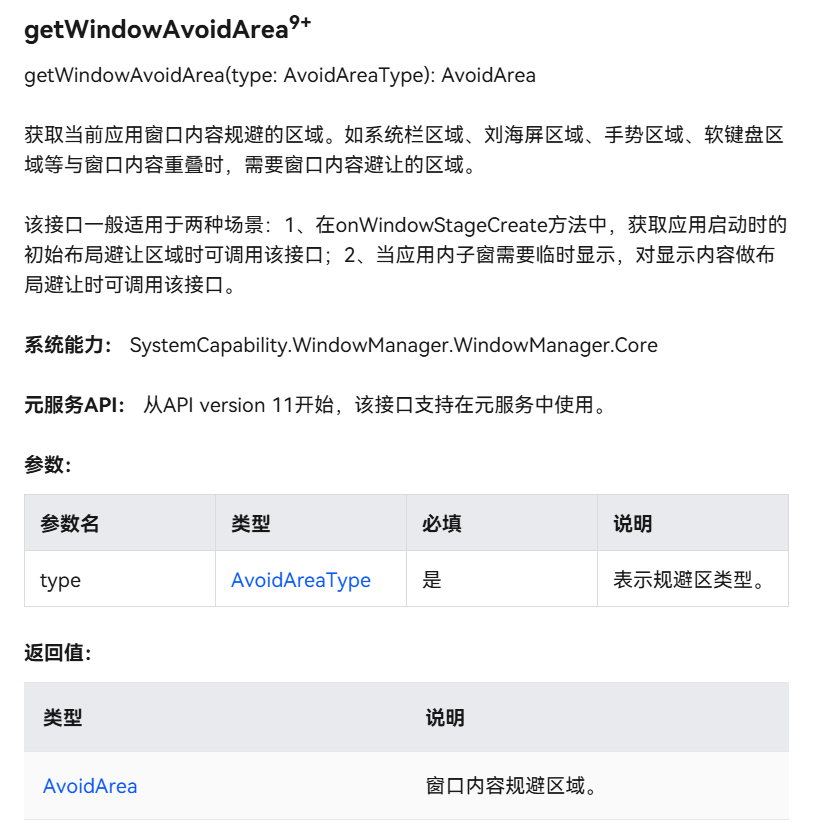 getWindowAvoidArea9+
getWindowAvoidArea(type: AvoidAreaType): AvoidArea
获取当前应用窗口内容规避的区域。如系统栏区域、刘海屏区域、手势区域、软键盘区
域等与窗口内容重叠时，需要窗口内容避让的区域。
该接口一般适用于两种场景：1、在onWindowStageCreate方法中，获取应用启动时的
初始布局避让区域时可调用该接口；2、当应用内子窗需要临时显示，对显示内容做布
局避让时可调用该接口。
系统能力： SystemCapability.WindowManager.WindowManager.Core
元服务API： 从API version 11开始，该接口支持在元服务中使用。
参数：
参数名 类型 必填 说明
type AvoidAreaType 是 表示规避区类型。
返回值：
类型 说明
AvoidArea 窗口内容规避区域。